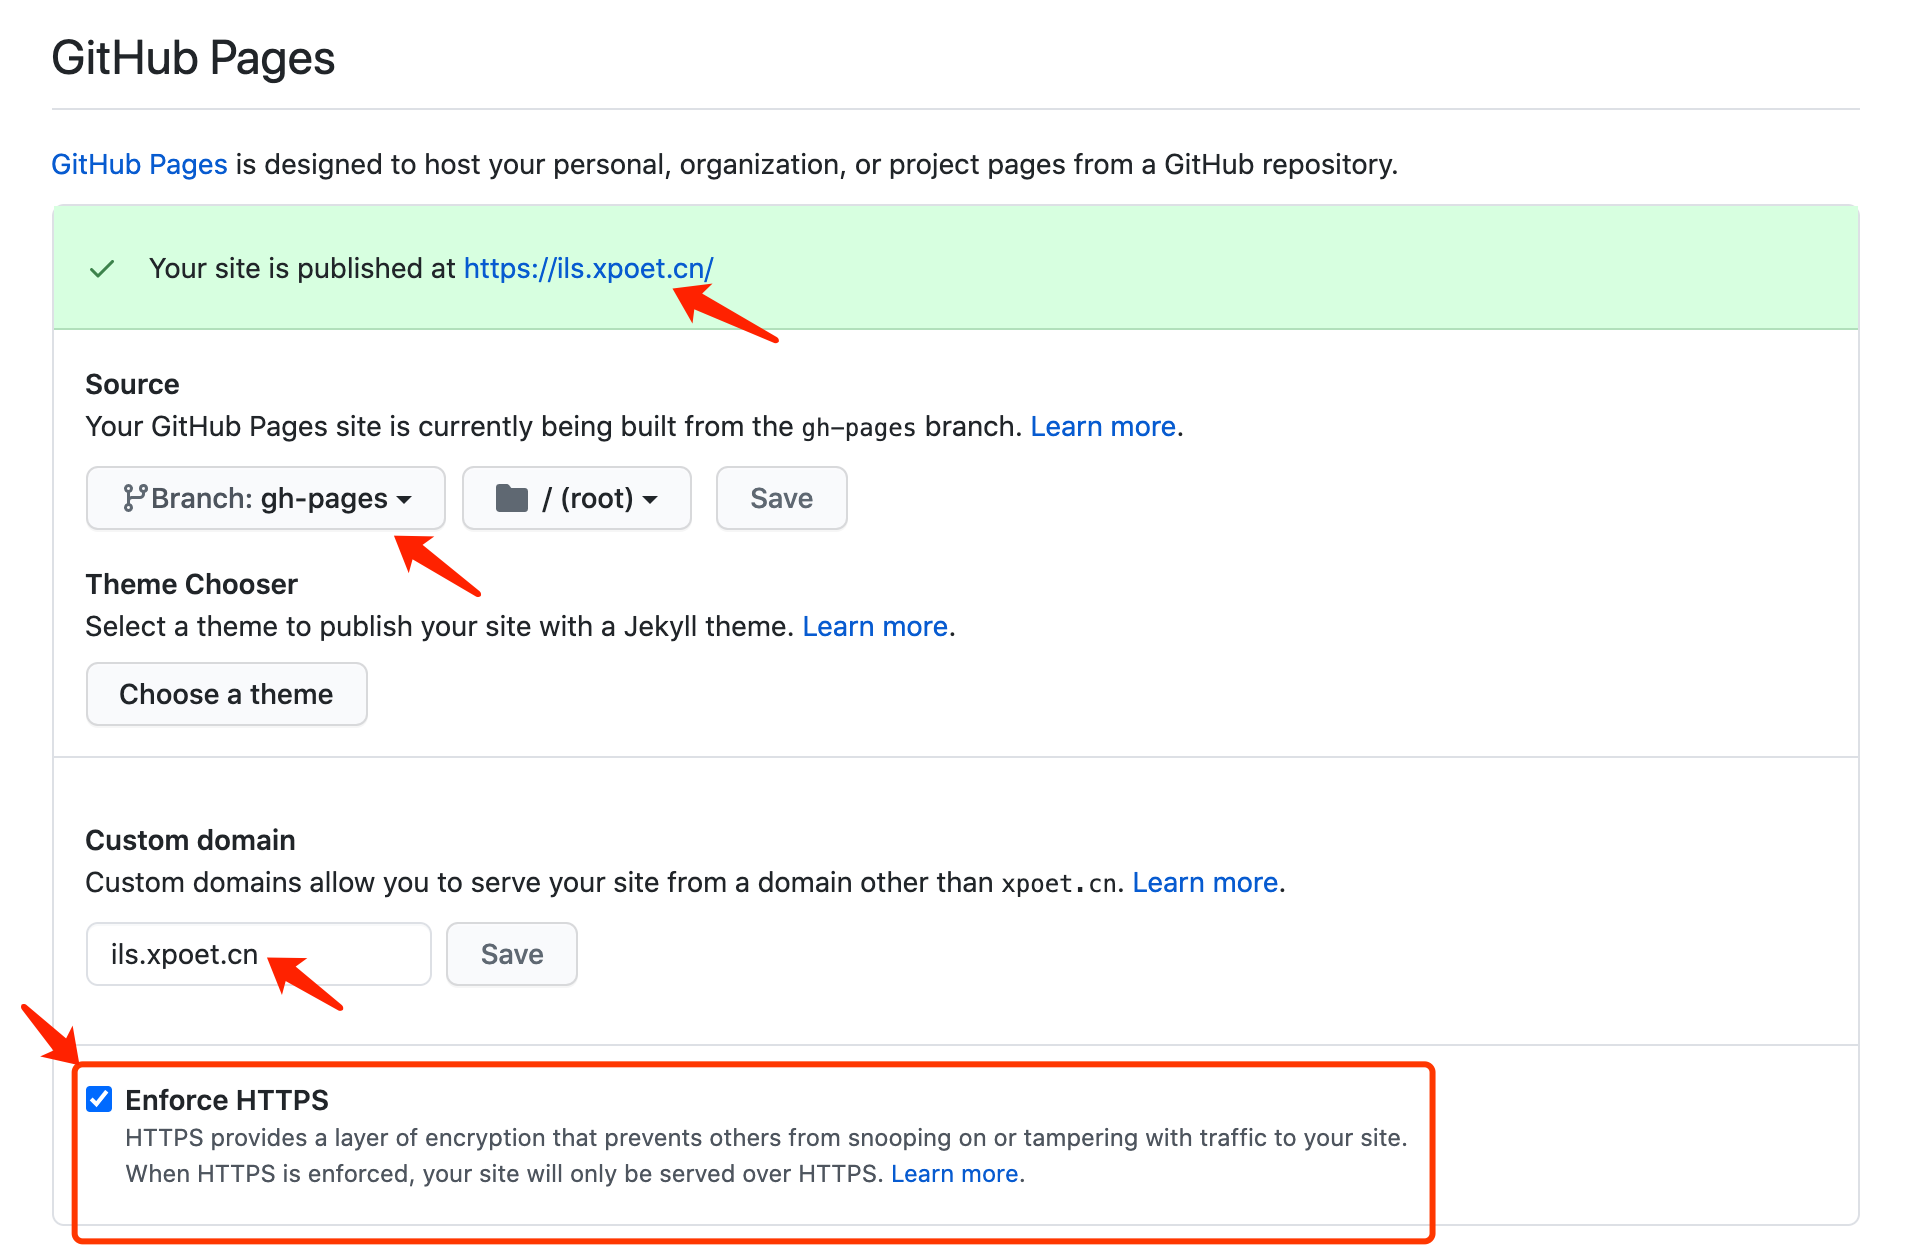 GitHub Pages
GitHub Pages is designed to host your personal, organization, or project pages from a GitHub repository.
Your site is published at https://ils.xpoet.cn/
Source
Your GitHub Pages site is currently being built from the gh-pages branch. Learn more.
Branch: gh-pages / (root) Save
Theme Chooser
Select a theme to publish your site with a Jekyll theme. Learn more.
Choose a theme
Custom domain
Custom domains allow you to serve your site from a domain other than xpoet.cn. Learn more.
ils.xpoet.cn Save
Enforce HTTPS
HTTPS provides a layer of encryption that prevents others from snooping on or tampering with traffic to your site.
When HTTPS is enforced, your site will only be served over HTTPS. Learn more.